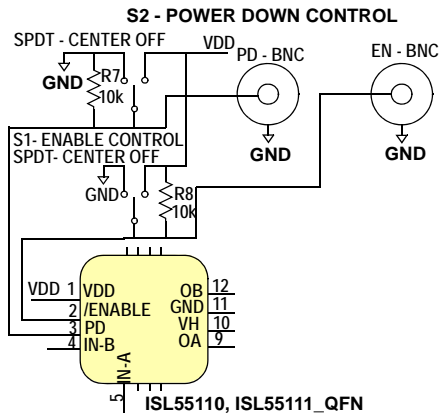 S2 - POWER DOWN CONTROL
SPDT - CENTER OFF
VDD
PD - BNC
EN - BNC
GND
R7
10k
GND
GND
S1- ENABLE CONTROL
SPDT- CENTER OFF
GND
R8
10k
VDD 1 VDD
2 /ENABLE
3 PD
4 IN-B
OB 12
GND 11
VH 10
OA 9
IN-A
5
ISL55110, ISL55111_QFN